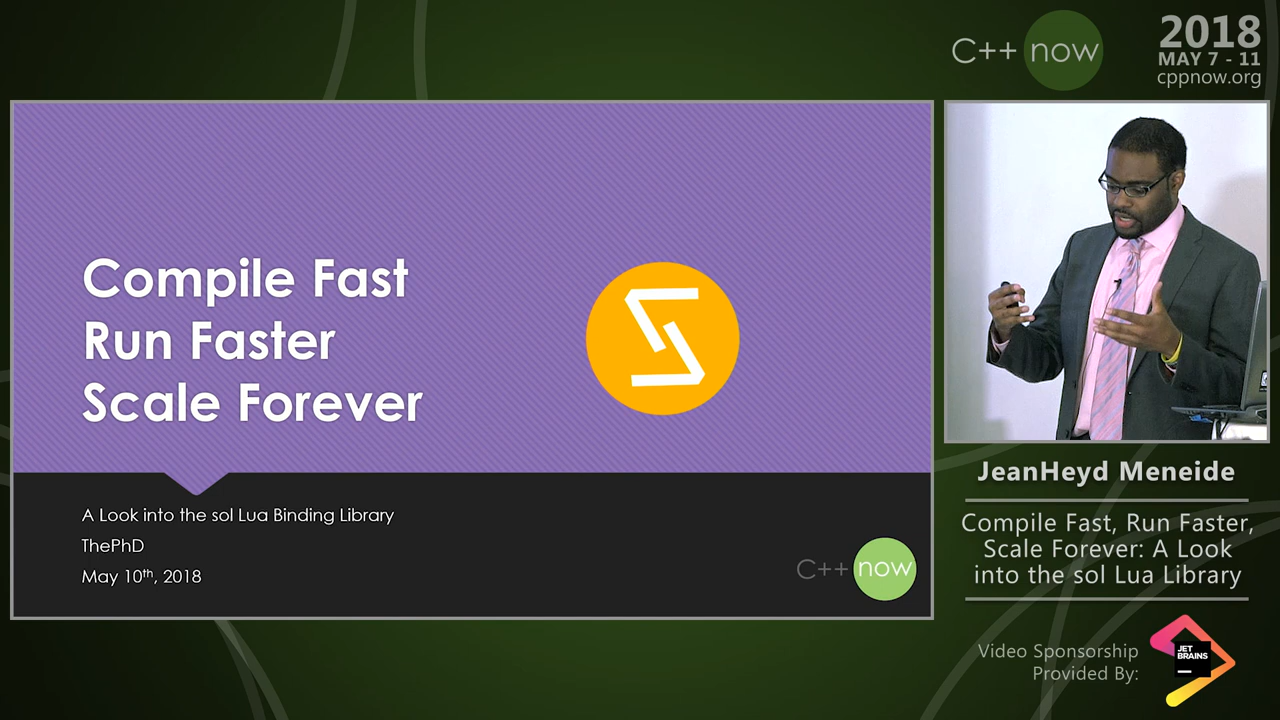 C++ now
2018
MAY 7 - 11
cppnow.org
Compile Fast
Run Faster
Scale Forever
A Look into the sol Lua Binding Library
ThePhD
May 10th, 2018
C++ now
JeanHeyd Meneide
Compile Fast, Run Faster,
Scale Forever: A Look
into the sol Lua Library
Video Sponsorship
Provided By:
JET
BRAINS